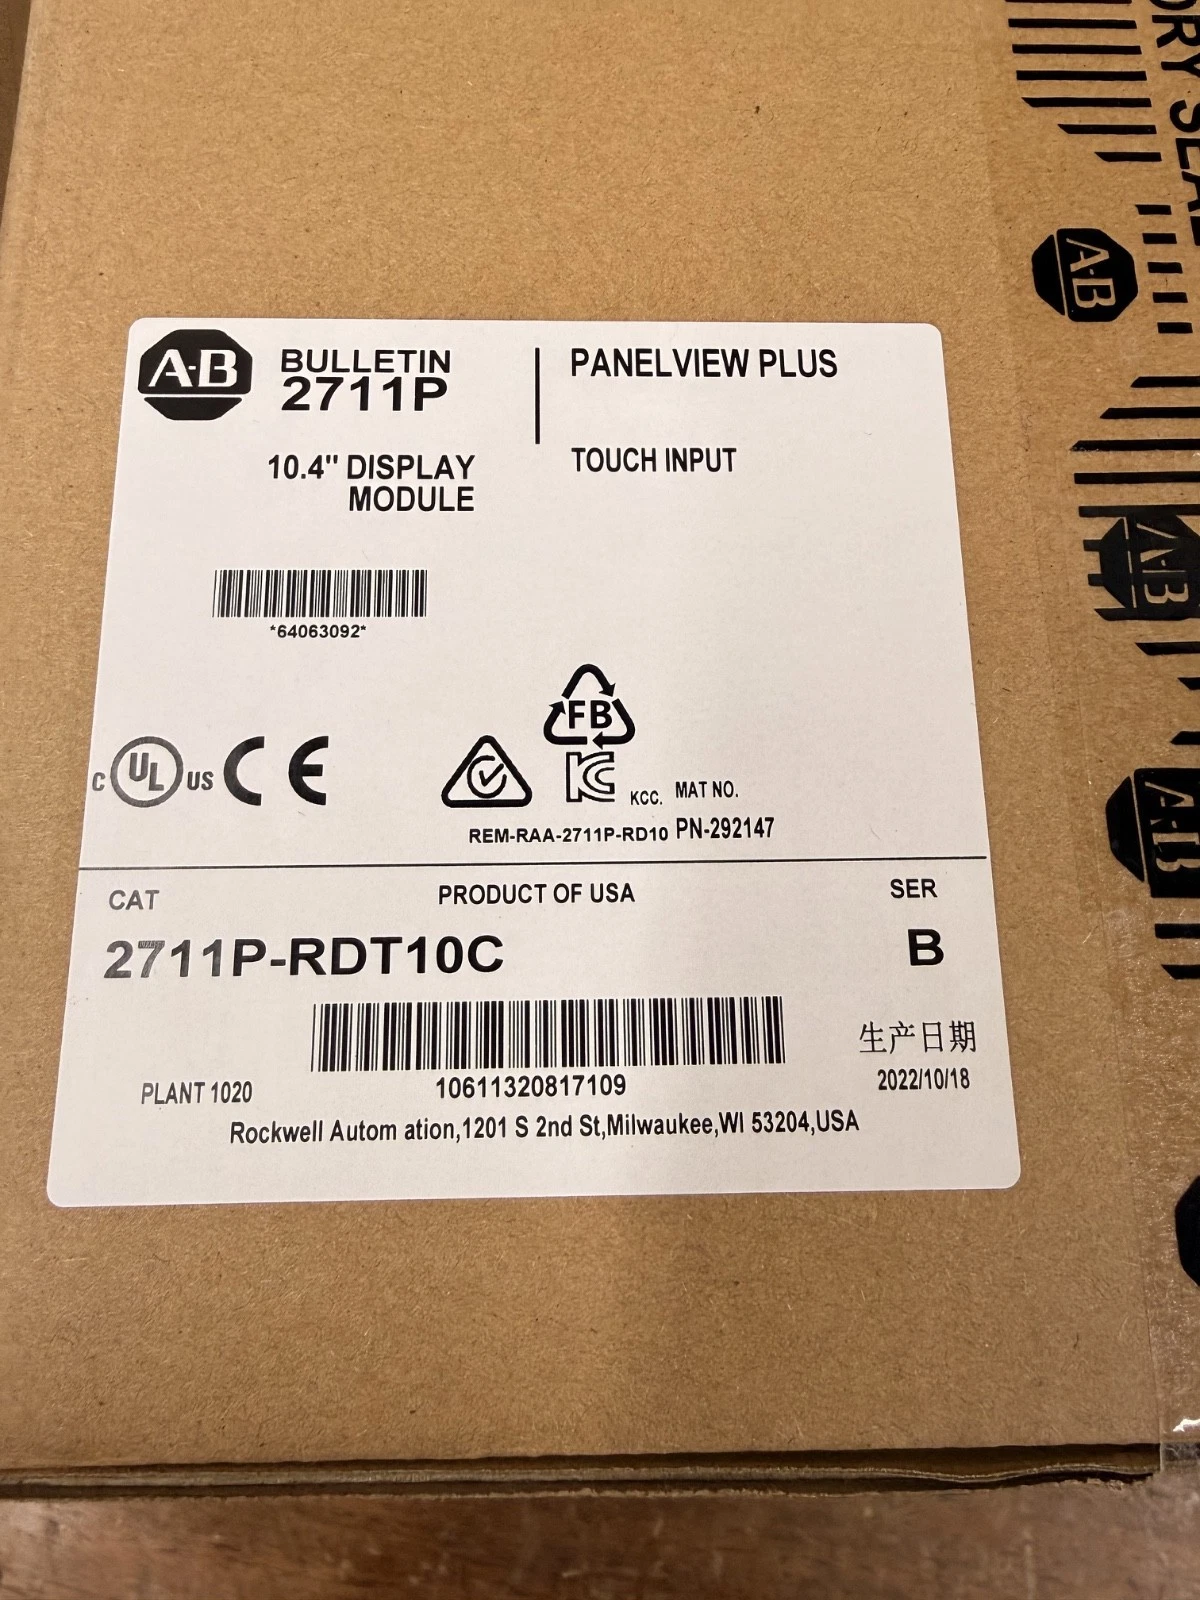 A-B
BULLETIN
2711P
PANELVIEW PLUS
10.4" DISPLAY
MODULE
TOUCH INPUT
*64063092*
FB
C UL US CE
KCC.
MAT NO.
REM-RAA-2711P-RD10 PN-292147
CAT
PRODUCT OF USA
SER
2711P-RDT10C
B
生产日期
2022/10/18
10611320817109
PLANT 1020
Rockwell Autom ation,1201 S 2nd St,Milwaukee,WI 53204,USA
A-B
A-B
A-B